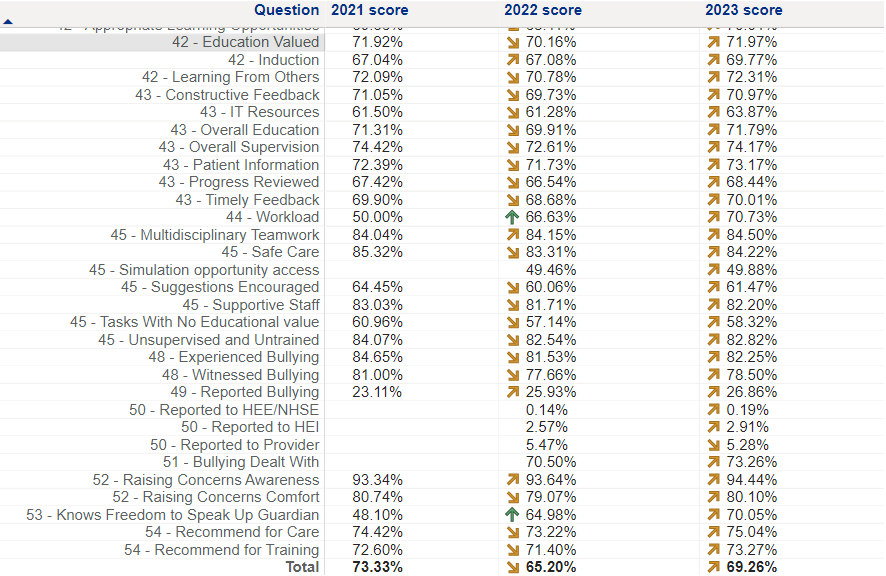 Question 2021 score 2022 score 2023 score
42 - Appropriate Learning Opportunities
42 - Education Valued 71.92% 70.16% 71.97%
42 - Induction 67.04% 67.08% 69.77%
42 - Learning From Others 72.09% 70.78% 72.31%
43 - Constructive Feedback 71.05% 69.73% 70.97%
43 - IT Resources 61.50% 61.28% 63.87%
43 - Overall Education 71.31% 69.91% 71.79%
43 - Overall Supervision 74.42% 72.61% 74.17%
43 - Patient Information 72.39% 71.73% 73.17%
43 - Progress Reviewed 67.42% 66.54% 68.44%
43 - Timely Feedback 69.90% 68.68% 70.01%
44 - Workload 50.00% 66.63% 70.73%
45 - Multidisciplinary Teamwork 84.04% 84.15% 84.50%
45 - Safe Care 85.32% 83.31% 84.22%
45 - Simulation opportunity access 49.46% 49.88%
45 - Suggestions Encouraged 64.45% 60.06% 61.47%
45 - Supportive Staff 83.03% 81.71% 82.20%
45 - Tasks With No Educational value 60.96% 57.14% 58.32%
45 - Unsupervised and Untrained 84.07% 82.54% 82.82%
48 - Experienced Bullying 84.65% 81.53% 82.25%
48 - Witnessed Bullying 81.00% 77.66% 78.50%
49 - Reported Bullying 23.11% 25.93% 26.86%
50 - Reported to HEE/NHSE 0.14% 0.19%
50 - Reported to HEI 2.57% 2.91%
50 - Reported to Provider 5.47% 5.28%
51 - Bullying Dealt With 70.50% 73.26%
52 - Raising Concerns Awareness 93.34% 93.64% 94.44%
52 - Raising Concerns Comfort 80.74% 79.07% 80.10%
53 - Knows Freedom to Speak Up Guardian 48.10% 64.98% 70.05%
54 - Recommend for Care 74.42% 73.22% 75.04%
54 - Recommend for Training 72.60% 71.40% 73.27%
Total 73.33% 65.20% 69.26%